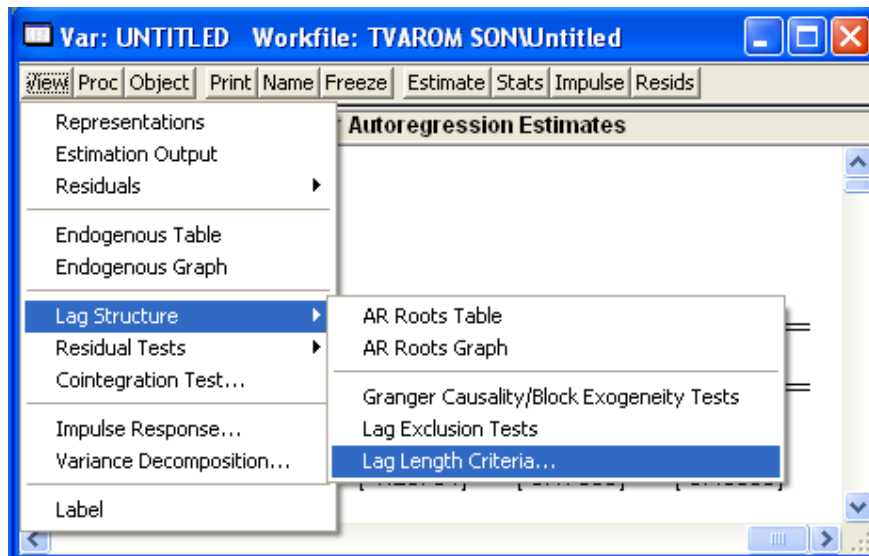 Var: UNTITLED Workfile: TVAROM SON\Untitled
View Proc Object Print Name Freeze Estimate Stats Impulse Resids
Autoregression Estimates
Representations
Estimation Output
Residuals
Endogenous Table
Endogenous Graph
Lag Structure
Residual Tests
Cointegration Test...
Impulse Response...
Variance Decomposition...
Label
AR Roots Table
AR Roots Graph
Granger Causality/Block Exogeneity Tests
Lag Exclusion Tests
Lag Length Criteria...